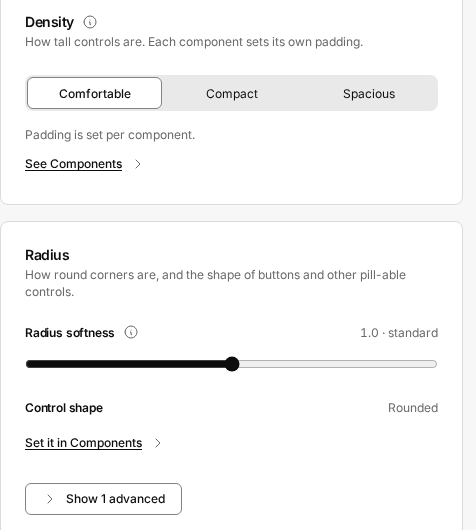 Density
How tall controls are. Each component sets its own padding.
Comfortable
Compact
Spacious
Padding is set per component.
See Components
Radius
How round corners are, and the shape of buttons and other pill-able
controls.
Radius softness
1.0 · standard
Control shape
Rounded
Set it in Components
Show 1 advanced